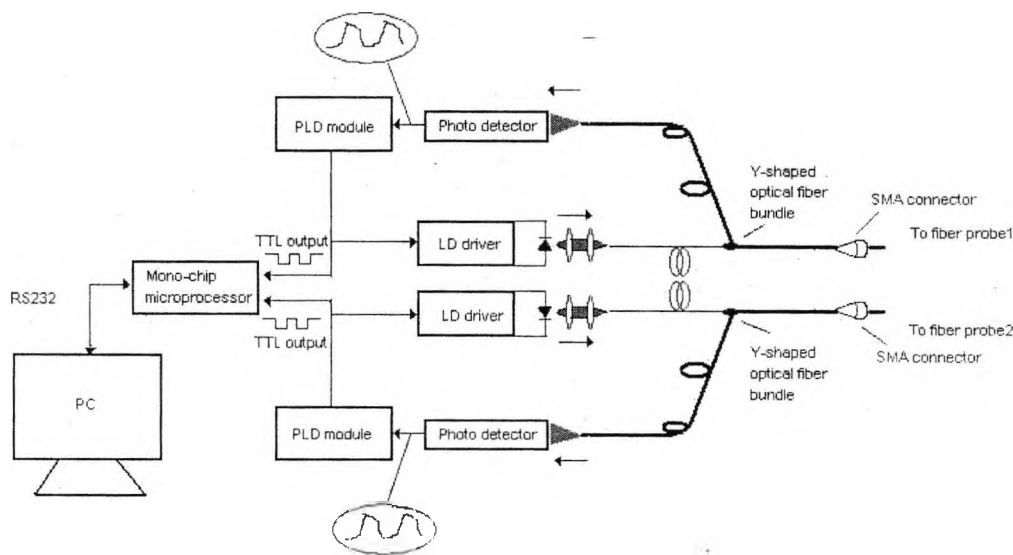 PLD module
Photo detector
Y-shaped
optical fiber
bundle
SMA connector
To fiber probe1
TTL output
LD driver
Mono-chip
microprocessor
RS232
LD driver
TTL output
To fiber probe2
SMA connector
Y-shaped
optical fiber
bundle
PC
PLD module
Photo detector